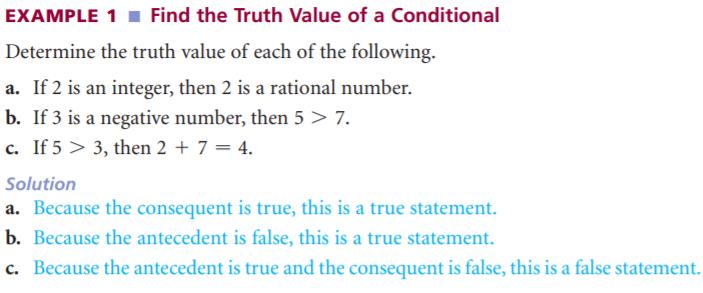 EXAMPLE 1 ■ Find the Truth Value of a Conditional
Determine the truth value of each of the following.
a. If 2 is an integer, then 2 is a rational number.
b. If 3 is a negative number, then 5 > 7.
c. If 5 > 3, then 2 + 7 = 4.
Solution
a. Because the consequent is true, this is a true statement.
b. Because the antecedent is false, this is a true statement.
c. Because the antecedent is true and the consequent is false, this is a false statement.